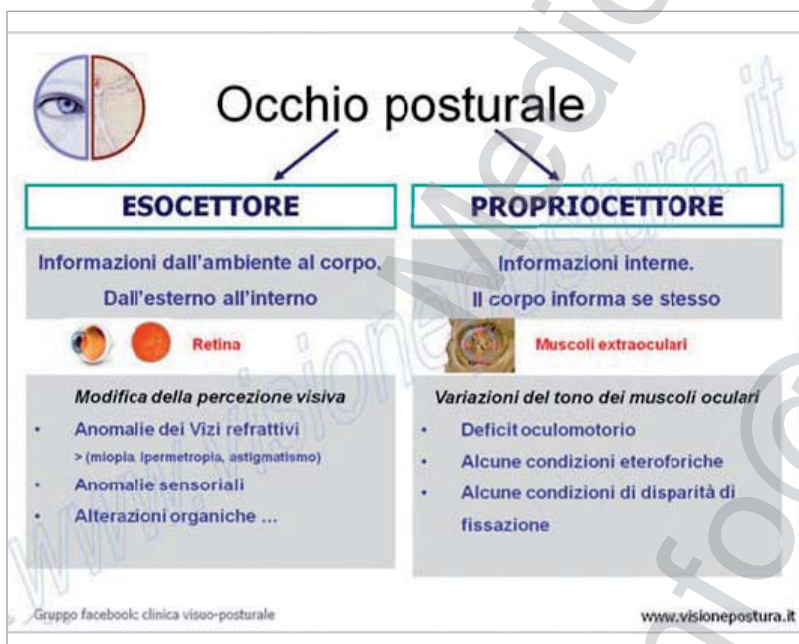 Occhio posturale
ESOCETTORE
Informazioni dall'ambiente al corpo.
Dall'esterno all'interno
Retina
Modifica della percezione visiva
• Anomalie dei Vizi refrattivi
> (miopia, ipermetropia, astigmatismo)
• Anomalie sensoriali
• Alterazioni organiche ...
PROPRIOCETTORE
Informazioni interne.
Il corpo informa se stesso
Muscoli extraoculari
Variazioni del tono dei muscoli oculari
• Deficit oculomotorio
• Alcune condizioni eteroforiche
• Alcune condizioni di disparità di
fissazione
Gruppo facebook: clinica visuo-posturale
www.visionepostura.it
www.visionepostura.it